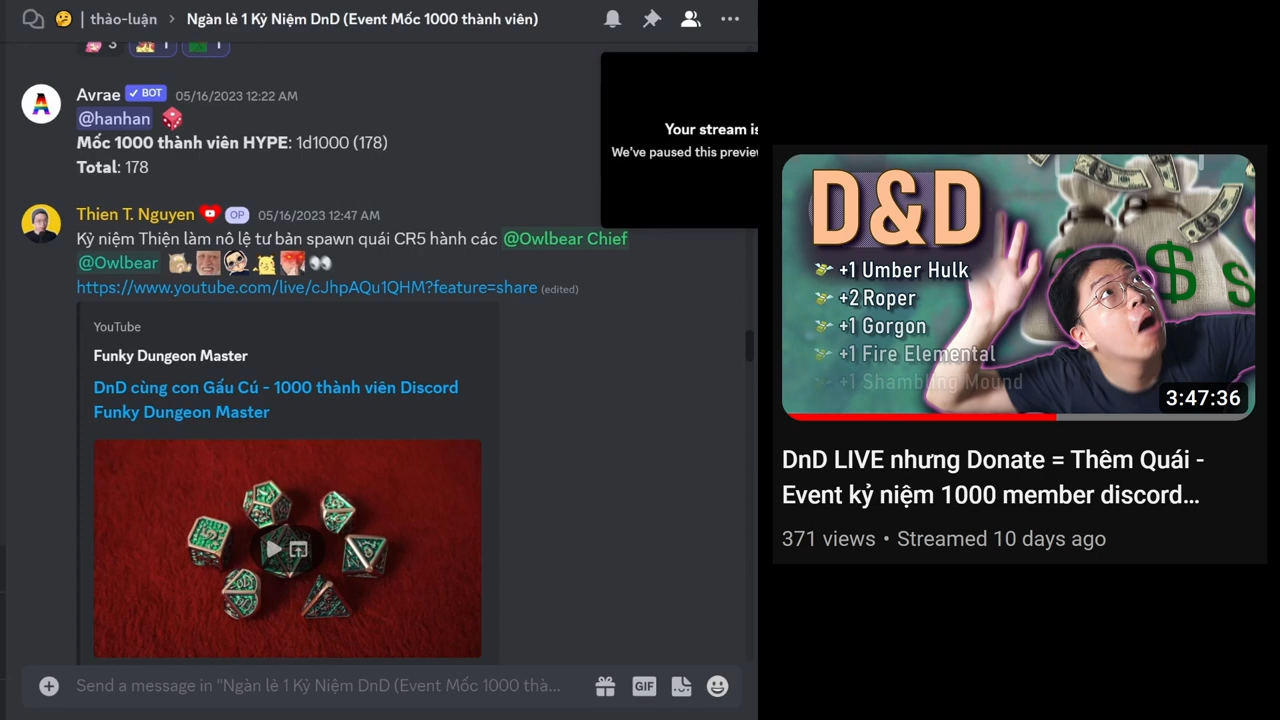 thảo-luận › Ngàn lẻ 1 Kỷ Niệm DnD (Event Mốc 1000 thành viên)
3 1 1
Avrae ✓ BOT 05/16/2023 12:22 AM
@hanhan
Mốc 1000 thành viên HYPE: 1d1000 (178)
Total: 178
Your stream is
We've paused this preview
Thien T. Nguyen OP 05/16/2023 12:47 AM
Kỷ niệm Thiện làm nô lệ tư bản spawn quái CR5 hành các @Owlbear Chief
@Owlbear
https://www.youtube.com/live/cJhpAQu1QHM?feature=share (edited)
YouTube
Funky Dungeon Master
DnD cùng con Gấu Cú - 1000 thành viên Discord
Funky Dungeon Master
Send a message in "Ngàn lẻ 1 Kỷ Niệm DnD (Event Mốc 1000 thà...
GIF
D&D
+1 Umber Hulk
+2 Roper
+1 Gorgon
+1 Fire Elemental
+1 Shambling Mound
3:47:36
DnD LIVE nhưng Donate = Thêm Quái -
Event kỷ niệm 1000 member discord...
371 views • Streamed 10 days ago